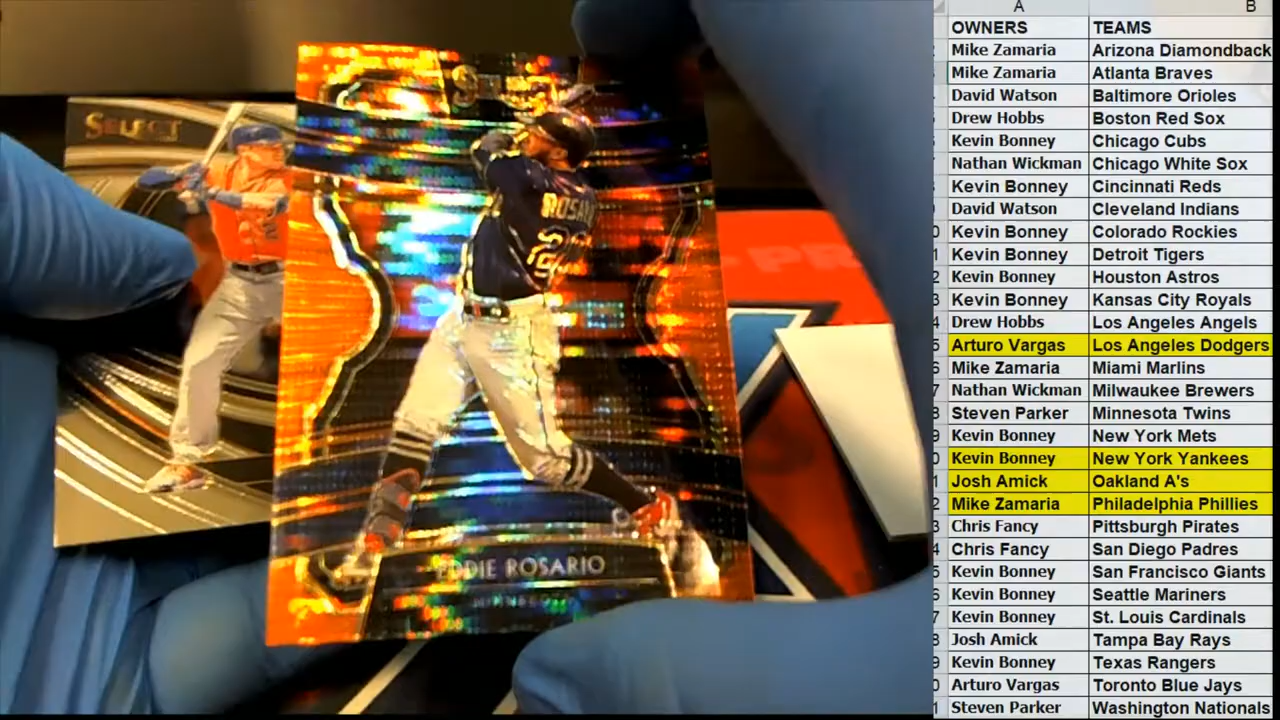 SELECT
ROSARIO
EDDIE ROSARIO
A B
OWNERS TEAMS
Mike Zamaria Arizona Diamondback
Mike Zamaria Atlanta Braves
David Watson Baltimore Orioles
Drew Hobbs Boston Red Sox
Kevin Bonney Chicago Cubs
Nathan Wickman Chicago White Sox
Kevin Bonney Cincinnati Reds
David Watson Cleveland Indians
Kevin Bonney Colorado Rockies
Kevin Bonney Detroit Tigers
Kevin Bonney Houston Astros
Kevin Bonney Kansas City Royals
Drew Hobbs Los Angeles Angels
Arturo Vargas Los Angeles Dodgers
Mike Zamaria Miami Marlins
Nathan Wickman Milwaukee Brewers
Steven Parker Minnesota Twins
Kevin Bonney New York Mets
Kevin Bonney New York Yankees
Josh Amick Oakland A's
Mike Zamaria Philadelphia Phillies
Chris Fancy Pittsburgh Pirates
Chris Fancy San Diego Padres
Kevin Bonney San Francisco Giants
Kevin Bonney Seattle Mariners
Kevin Bonney St. Louis Cardinals
Josh Amick Tampa Bay Rays
Kevin Bonney Texas Rangers
Arturo Vargas Toronto Blue Jays
Steven Parker Washington Nationals